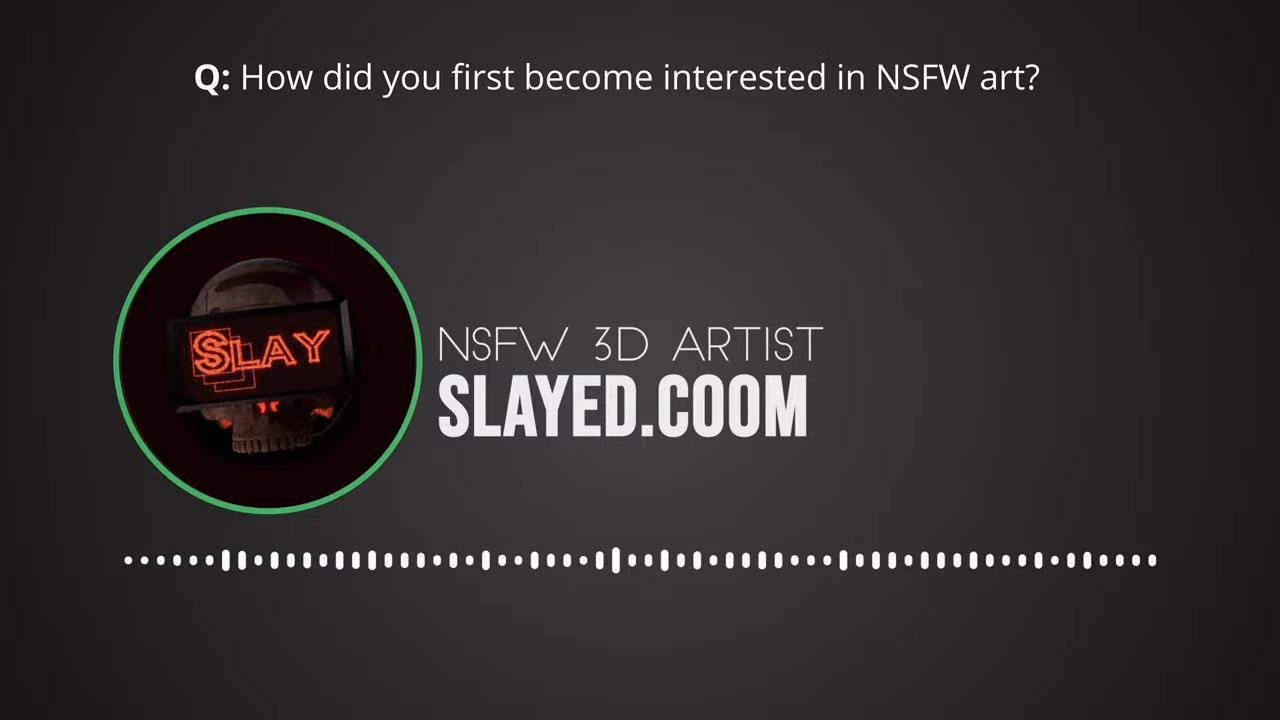 Q: How did you first become interested in NSFW art?
SLAY
NSFW 3D ARTIST
SLAYED.COOM